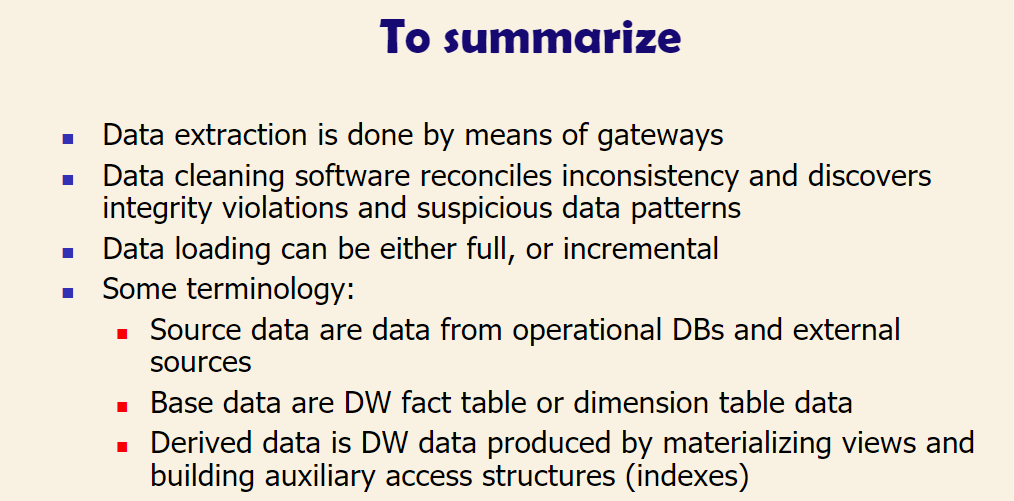 To summarize
Data extraction is done by means of gateways
Data cleaning software reconciles inconsistency and discovers
integrity violations and suspicious data patterns
Data loading can be either full, or incremental
Some terminology:
Source data are data from operational DBs and external
sources
Base data are DW fact table or dimension table data
Derived data is DW data produced by materializing views and
building auxiliary access structures (indexes)